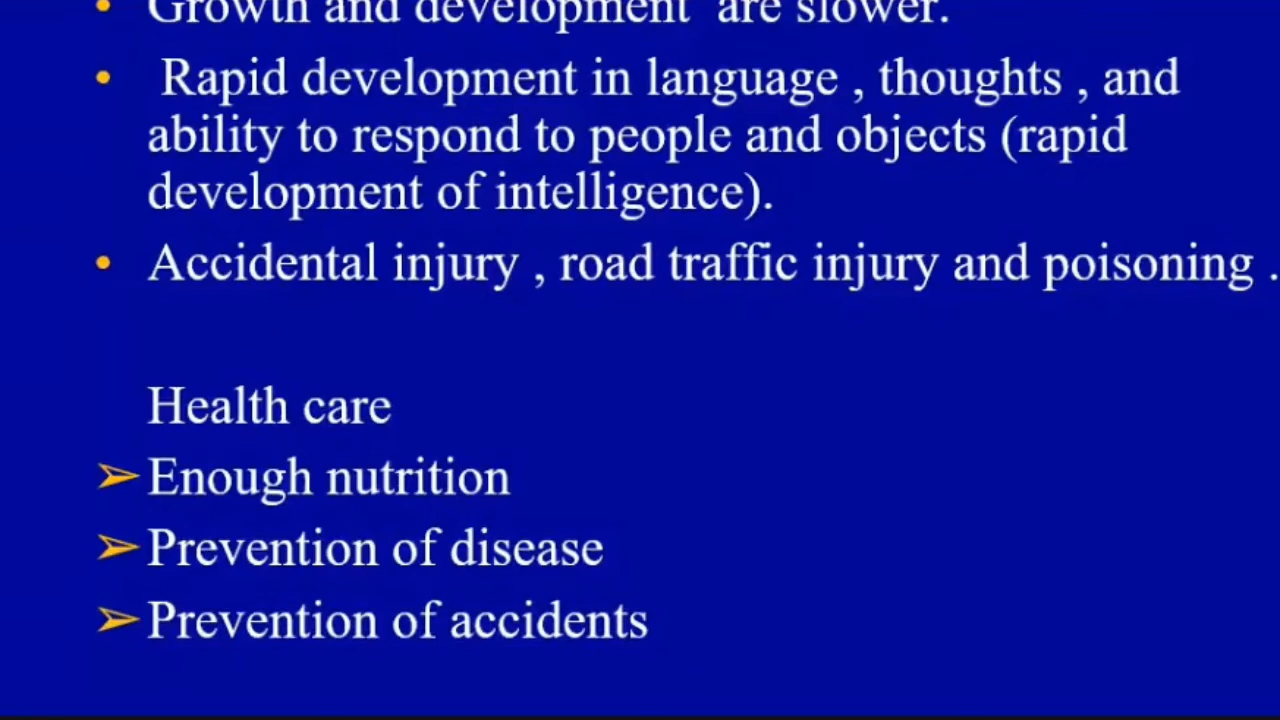 • Growth and development are slower.
• Rapid development in language , thoughts , and
ability to respond to people and objects (rapid
development of intelligence).
• Accidental injury , road traffic injury and poisoning .
Health care
➢ Enough nutrition
➢ Prevention of disease
➢ Prevention of accidents